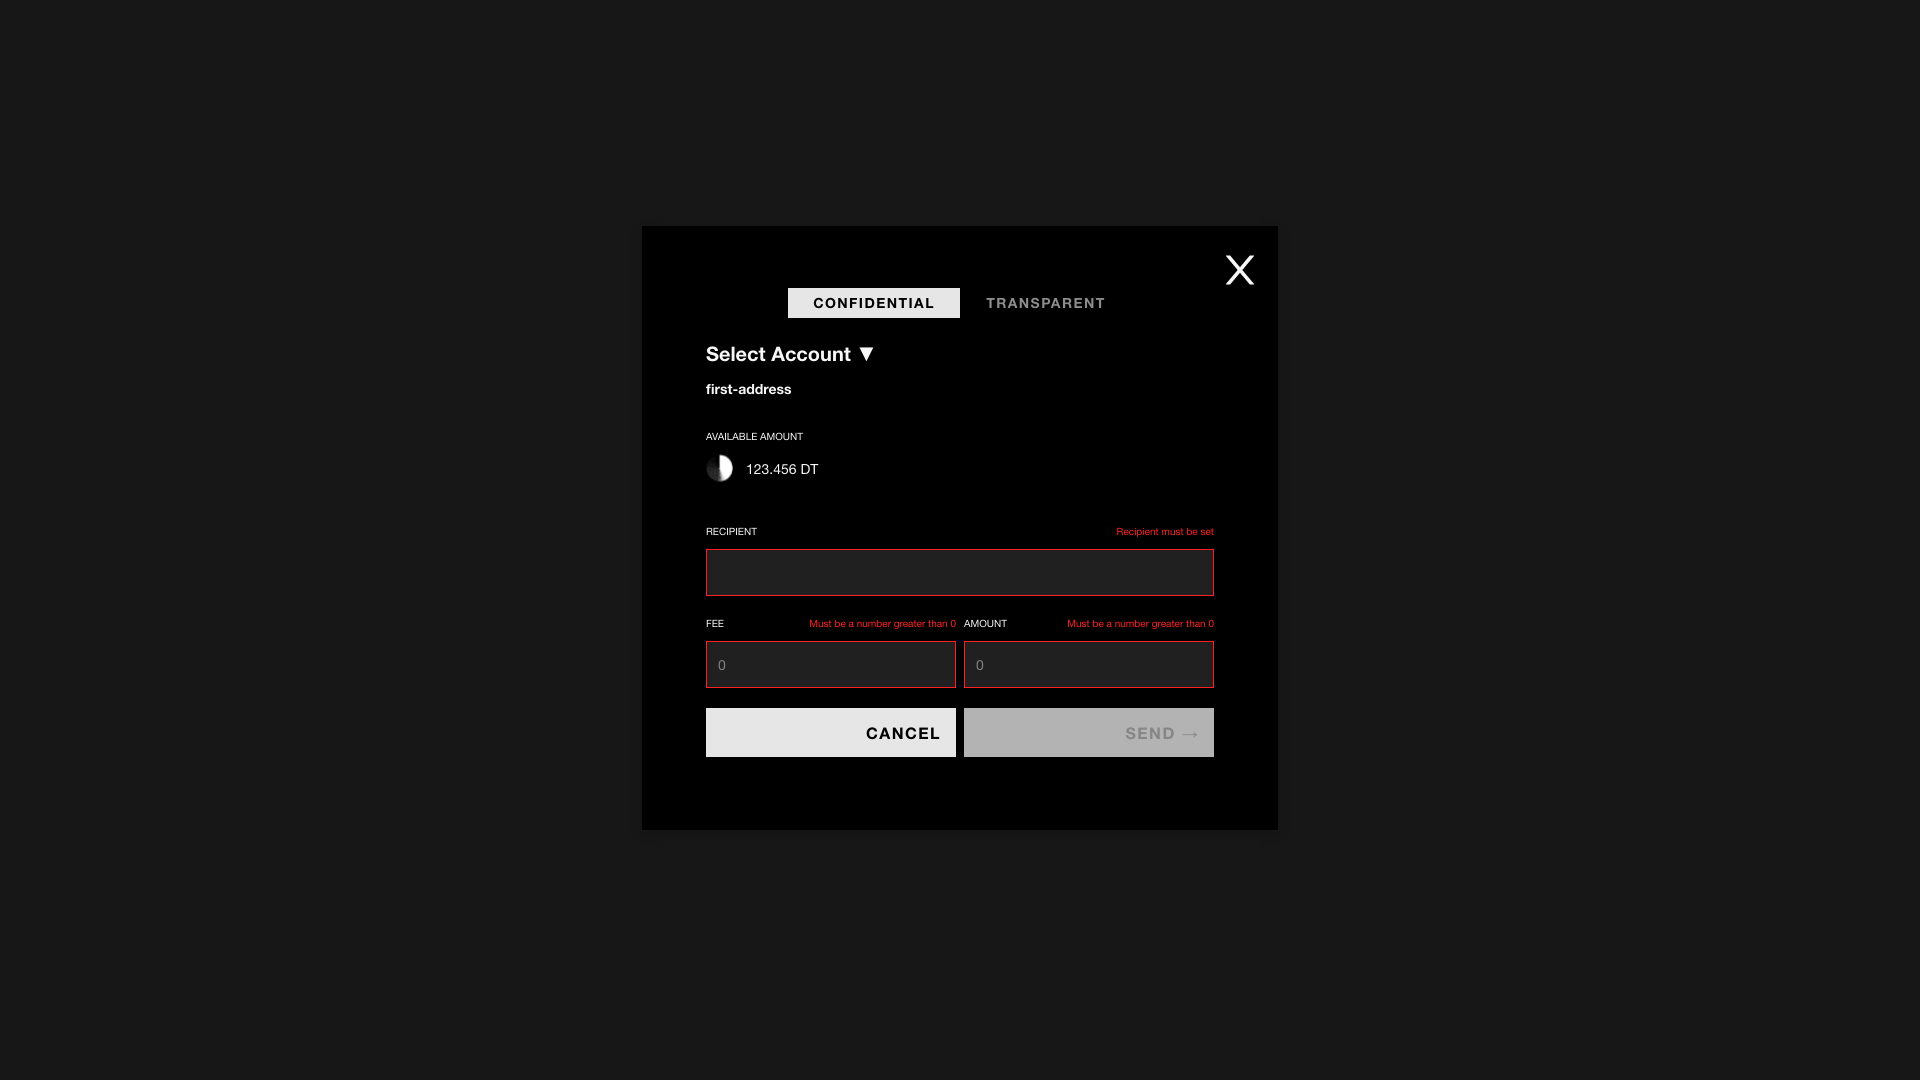 X
CONFIDENTIAL TRANSPARENT
Select Account ▼
first-address
AVAILABLE AMOUNT
123.456 DT
RECIPIENT Recipient must be set
FEE Must be a number greater than 0 AMOUNT Must be a number greater than 0
0 0
CANCEL SEND →